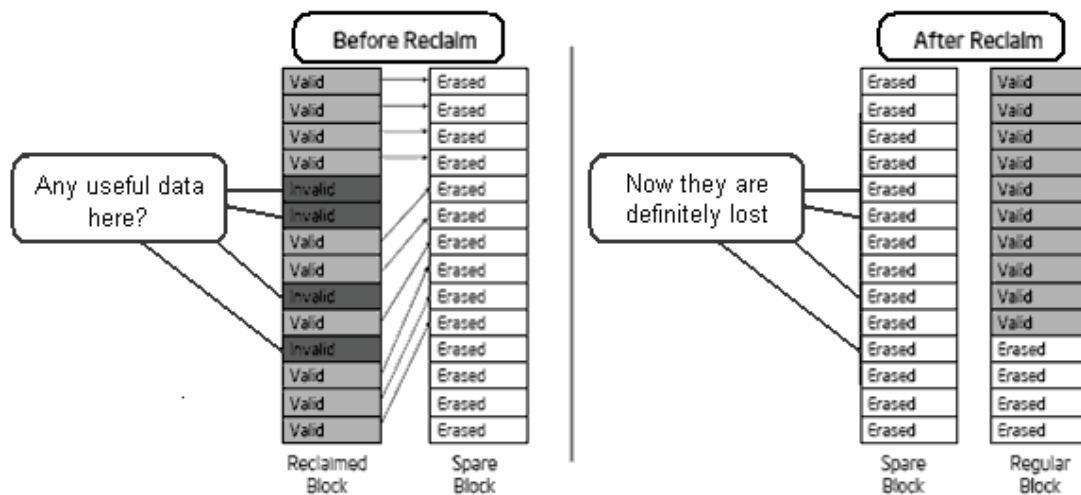 Before Reclaim
Valid
Valid
Valid
Valid
Invalid
Invalid
Valid
Valid
Invalid
Valid
Invalid
Valid
Valid
Valid
Reclaimed
Block
Erased
Erased
Erased
Erased
Erased
Erased
Erased
Erased
Erased
Erased
Erased
Erased
Erased
Erased
Spare
Block
Any useful data
here?
After Reclaim
Erased
Erased
Erased
Erased
Erased
Erased
Erased
Erased
Erased
Erased
Erased
Erased
Erased
Erased
Spare
Block
Valid
Valid
Valid
Valid
Valid
Valid
Valid
Valid
Valid
Valid
Erased
Erased
Erased
Erased
Regular
Block
Now they are
definitely lost